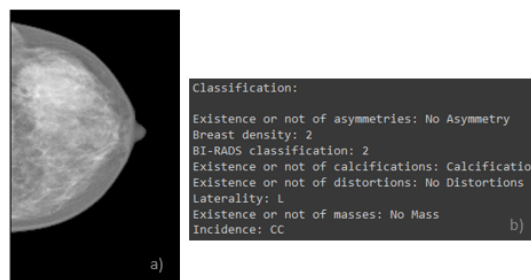 Classification:
Existence or not of asymmetries: No Asymmetry
Breast density: 2
BI-RADS classification: 2
Existence or not of calcifications: Calcificatio
Existence or not of distortions: No Distortions
Laterality: L
Existence or not of masses: No Mass
Incidence: CC
a)
b)